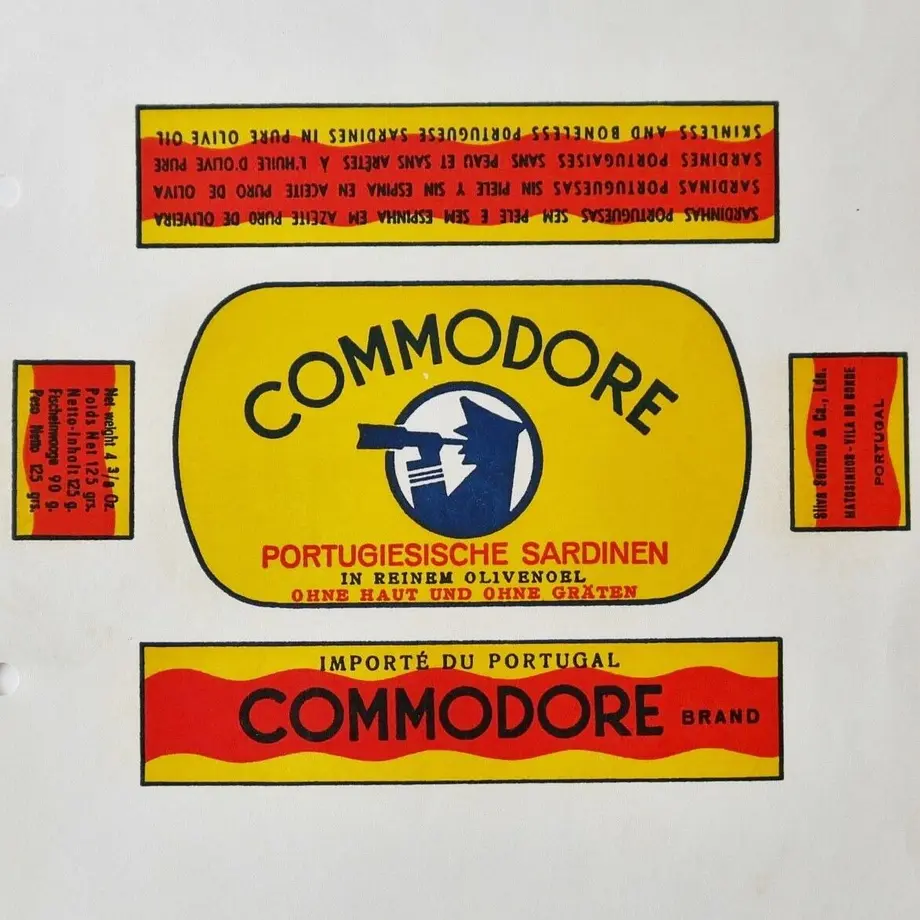 SARDINHAS PORTUGUESAS SEM PELE E SEM ESPINHA EM AZEITE PURO DE OLIVEIRA
SARDINAS PORTUGUESAS SIN PIELE Y SIN ESPINA EN ACEITE PURO DE OLIVA
SARDINES PORTUGAISES SANS PEAU ET SANS ARÊTES À L'HUILE D'OLIVE PURE
SKINLESS AND BONELESS PORTUGUESE SARDINES IN PURE OLIVE OIL
Net weight 4 3/8 Oz.
Poids Net 125 grs.
Netto-Inhalt 125 g.
Fischeinwaage 90 g.
Peso Netto 125 grs.
COMMODORE
PORTUGIESISCHE SARDINEN
IN REINEM OLIVENOEL
OHNE HAUT UND OHNE GRÄTEN
Silva Serrano & Ca., Lda.
MATOSINHOS-VILA DO CONDE
PORTUGAL
IMPORTÉ DU PORTUGAL
COMMODORE BRAND